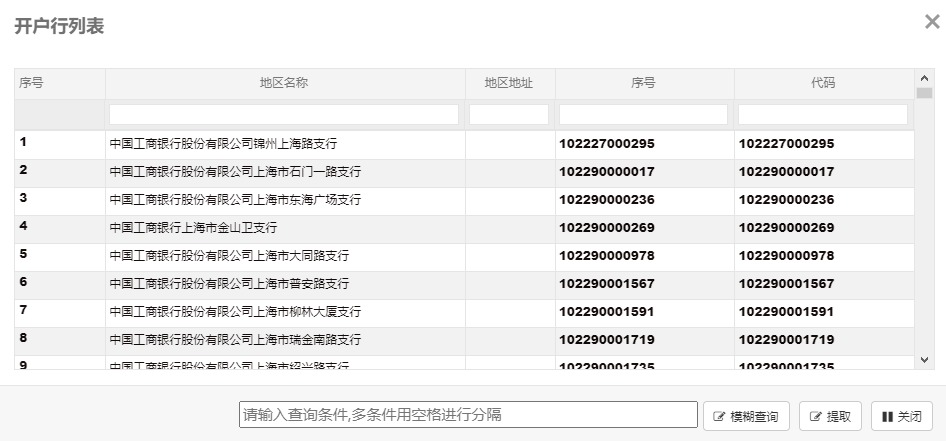 开户行列表
序号 地区名称 地区地址 序号 代码
1 中国工商银行股份有限公司锦州上海路支行 102227000295 102227000295
2 中国工商银行股份有限公司上海市石门一路支行 102290000017 102290000017
3 中国工商银行股份有限公司上海市东海广场支行 102290000236 102290000236
4 中国工商银行上海市金山卫支行 102290000269 102290000269
5 中国工商银行股份有限公司上海市大同路支行 102290000978 102290000978
6 中国工商银行股份有限公司上海市普安路支行 102290001567 102290001567
7 中国工商银行股份有限公司上海市柳林大厦支行 102290001591 102290001591
8 中国工商银行股份有限公司上海市瑞金南路支行 102290001719 102290001719
9 中国工商银行股份有限公司上海市绍兴路支行 102290001735 102290001735
请输入查询条件,多条件用空格进行分隔 模糊查询 提取 关闭